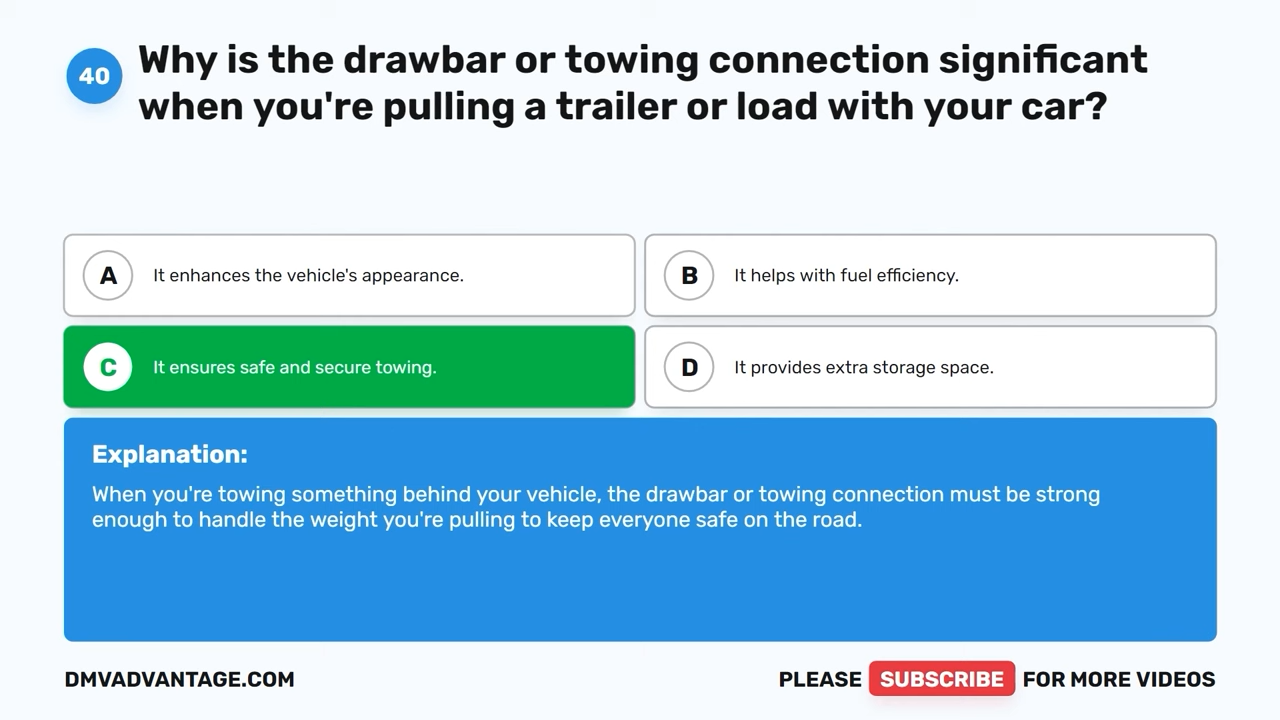 40
Why is the drawbar or towing connection significant
when you're pulling a trailer or load with your car?
A It enhances the vehicle's appearance.
B It helps with fuel efficiency.
C It ensures safe and secure towing.
D It provides extra storage space.
Explanation:
When you're towing something behind your vehicle, the drawbar or towing connection must be strong
enough to handle the weight you're pulling to keep everyone safe on the road.
DMVADVANTAGE.COM
PLEASE SUBSCRIBE FOR MORE VIDEOS